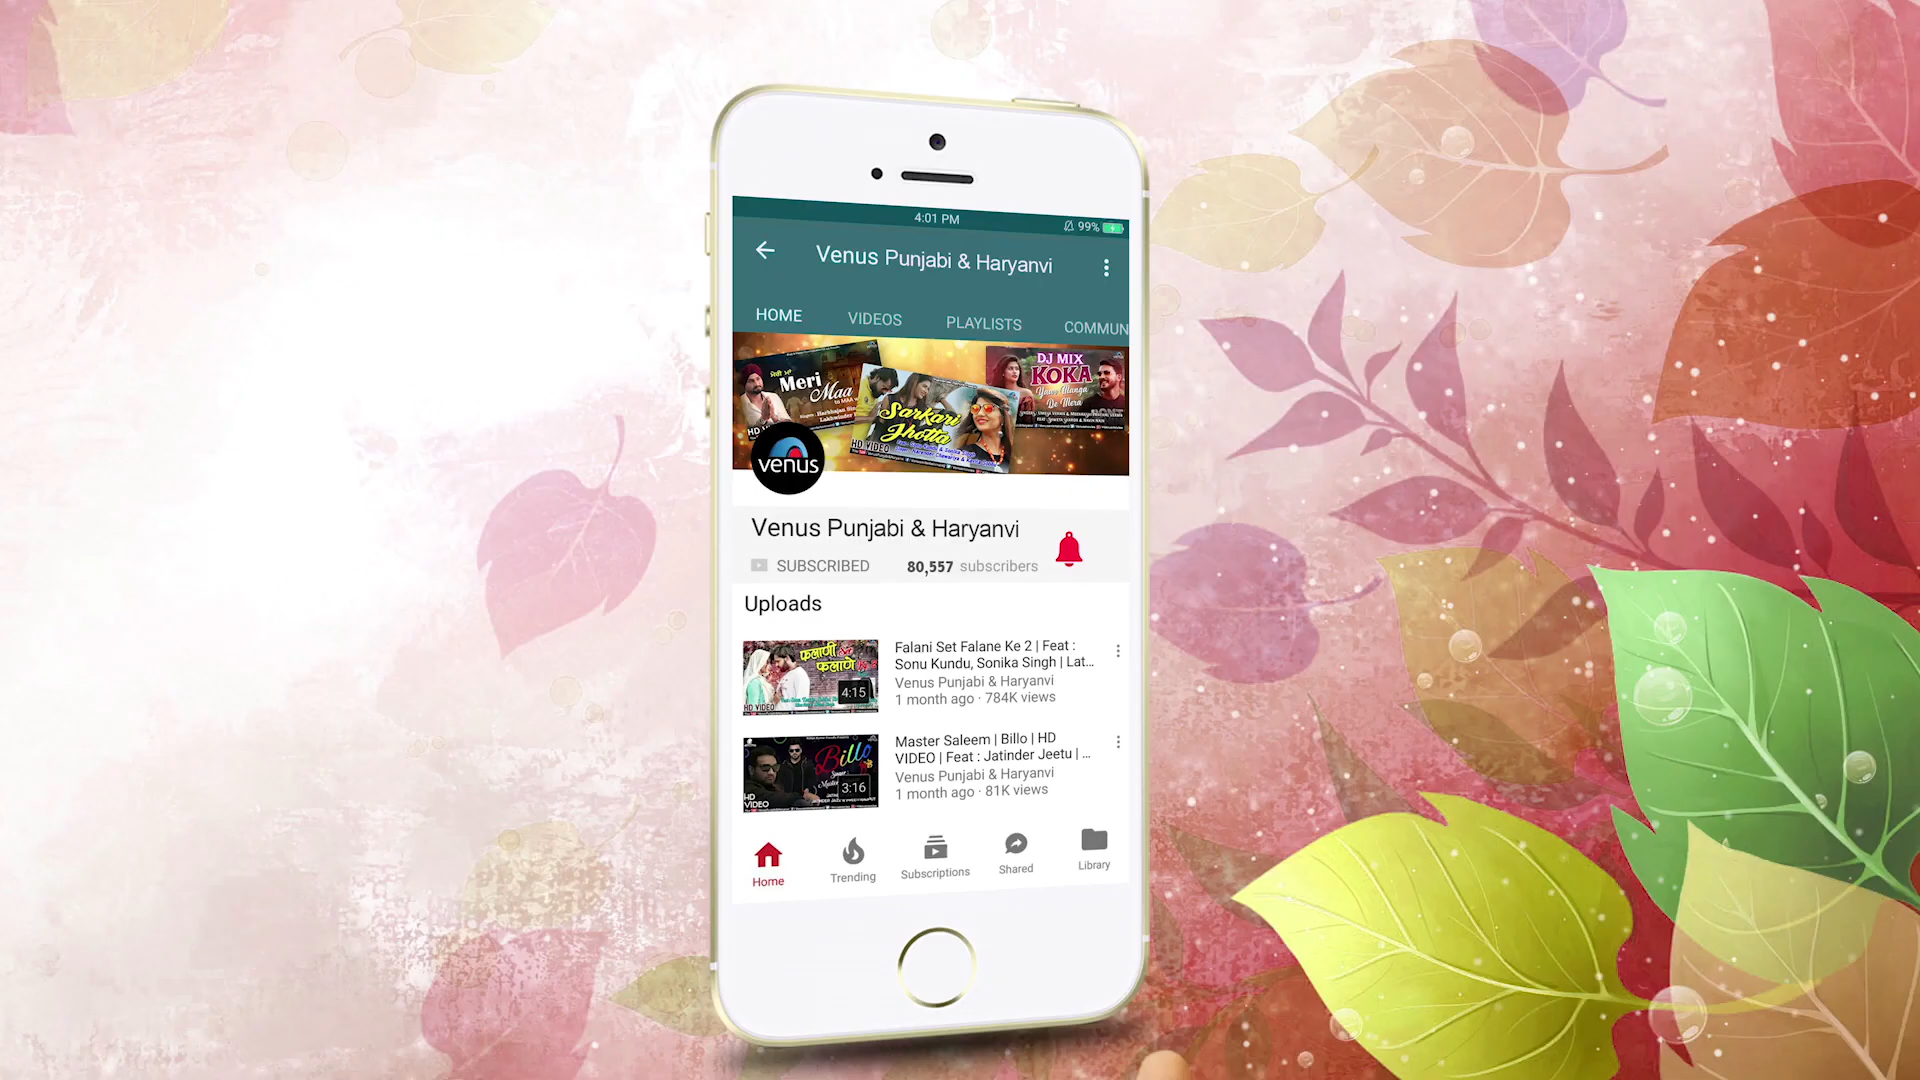 4:01 PM
99%
Venus Punjabi & Haryanvi
HOME
VIDEOS
PLAYLISTS
COMMUN
ਮੇਰੀ ਮਾਂ
Meri
Maa
HD VIDEO
Sarkari
Jhotta
HD VIDEO
DJ MIX
KOKA
De Mera
venus
Venus Punjabi & Haryanvi
SUBSCRIBED
80,557 subscribers
Uploads
फलाणी
फलाणे
4:15
HD VIDEO
Falani Set Falane Ke 2 | Feat :
Sonu Kundu, Sonika Singh | Lat...
Venus Punjabi & Haryanvi
1 month ago · 784K views
Billo
3:16
HD
VIDEO
Master Saleem | Billo | HD
VIDEO | Feat : Jatinder Jeetu | ...
Venus Punjabi & Haryanvi
1 month ago · 81K views
Home
Trending
Subscriptions
Shared
Library